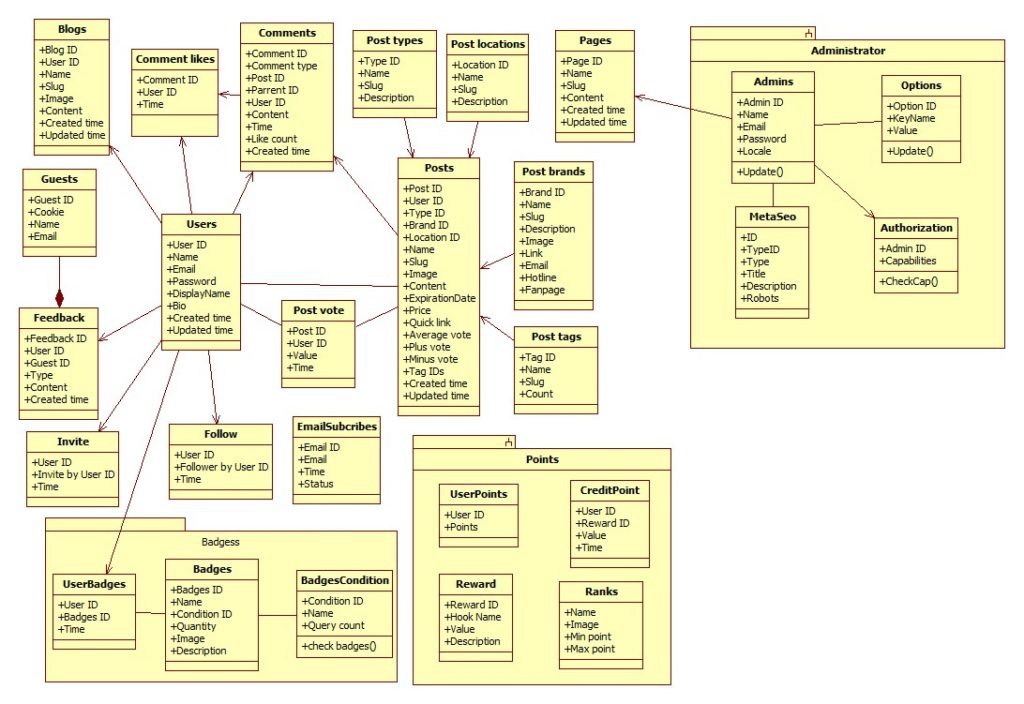 Blogs
+Blog ID
+User ID
+Name
+Slug
+Image
+Content
+Created time
+Updated time
Comment likes
+Comment ID
+User ID
+Time
Comments
+Comment ID
+Comment type
+Post ID
+Parrent ID
+User ID
+Content
+Time
+Like count
+Created time
Post types
+Type ID
+Name
+Slug
+Description
Post locations
+Location ID
+Name
+Slug
+Description
Pages
+Page ID
+Name
+Slug
+Content
+Created time
+Updated time
Administrator
Admins
+Admin ID
+Name
+Email
+Password
+Locale
+Update()
Options
+Option ID
+KeyName
+Value
+Update()
MetaSeo
+ID
+TypeID
+Type
+Title
+Description
+Robots
Authorization
+Admin ID
+Capabilities
+CheckCap()
Guests
+Guest ID
+Cookie
+Name
+Email
Users
+User ID
+Name
+Email
+Password
+DisplayName
+Bio
+Created time
+Updated time
Posts
+Post ID
+User ID
+Type ID
+Brand ID
+Location ID
+Name
+Slug
+Image
+Content
+ExpirationDate
+Price
+Quick link
+Average vote
+Plus vote
+Minus vote
+Tag IDs
+Created time
+Updated time
Post brands
+Brand ID
+Name
+Slug
+Description
+Image
+Link
+Email
+Hotline
+Fanpage
Feedback
+Feedback ID
+User ID
+Guest ID
+Type
+Content
+Created time
Post vote
+Post ID
+User ID
+Value
+Time
Post tags
+Tag ID
+Name
+Slug
+Count
Invite
+User ID
+Invite by User ID
+Time
Follow
+User ID
+Follower by User ID
+Time
EmailSubcribes
+Email ID
+Email
+Time
+Status
Badgess
UserBadges
+User ID
+Badges ID
+Time
Badges
+Badges ID
+Name
+Condition ID
+Quantity
+Image
+Description
BadgesCondition
+Condition ID
+Name
+Query count
+check badges()
Points
UserPoints
+User ID
+Points
CreditPoint
+User ID
+Reward ID
+Value
+Time
Reward
+Reward ID
+Hook Name
+Value
+Description
Ranks
+Name
+Image
+Min point
+Max point